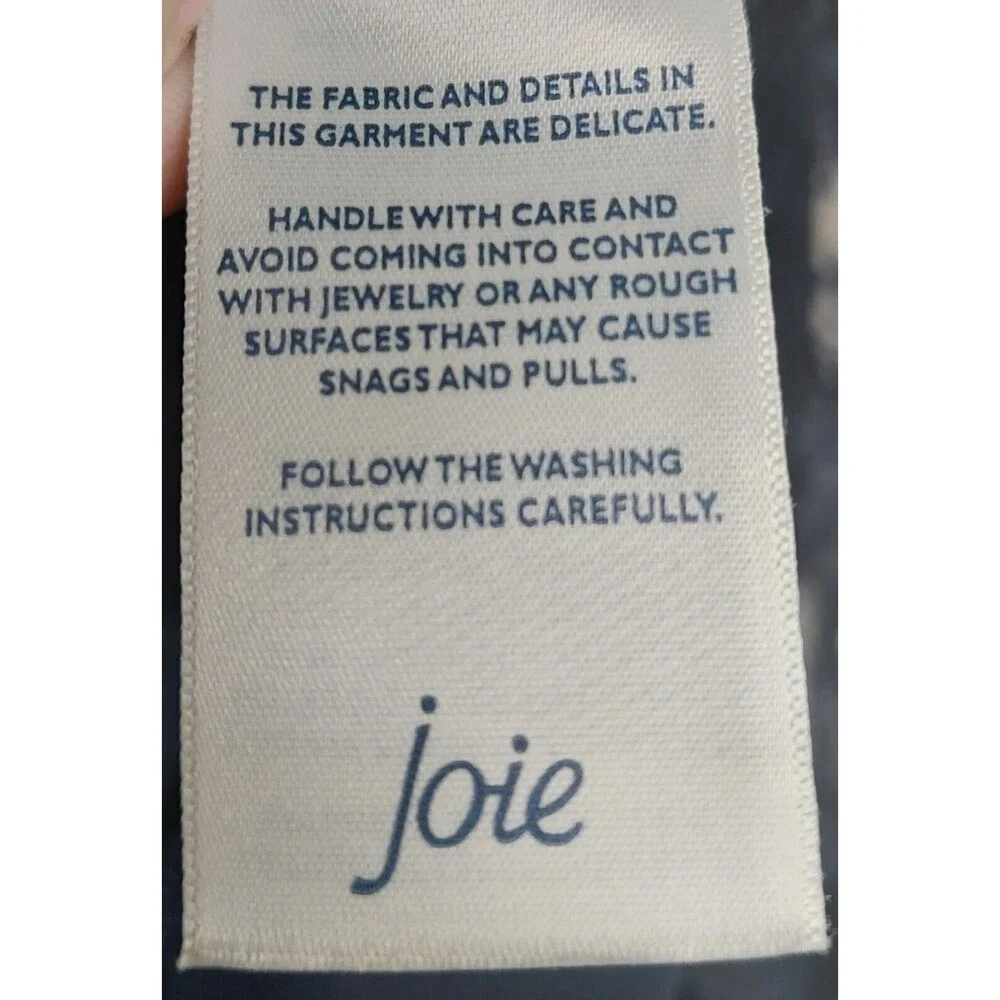 THE FABRIC AND DETAILS IN
THIS GARMENT ARE DELICATE.
HANDLE WITH CARE AND
AVOID COMING INTO CONTACT
WITH JEWELRY OR ANY ROUGH
SURFACES THAT MAY CAUSE
SNAGS AND PULLS.
FOLLOW THE WASHING
INSTRUCTIONS CAREFULLY.
joie